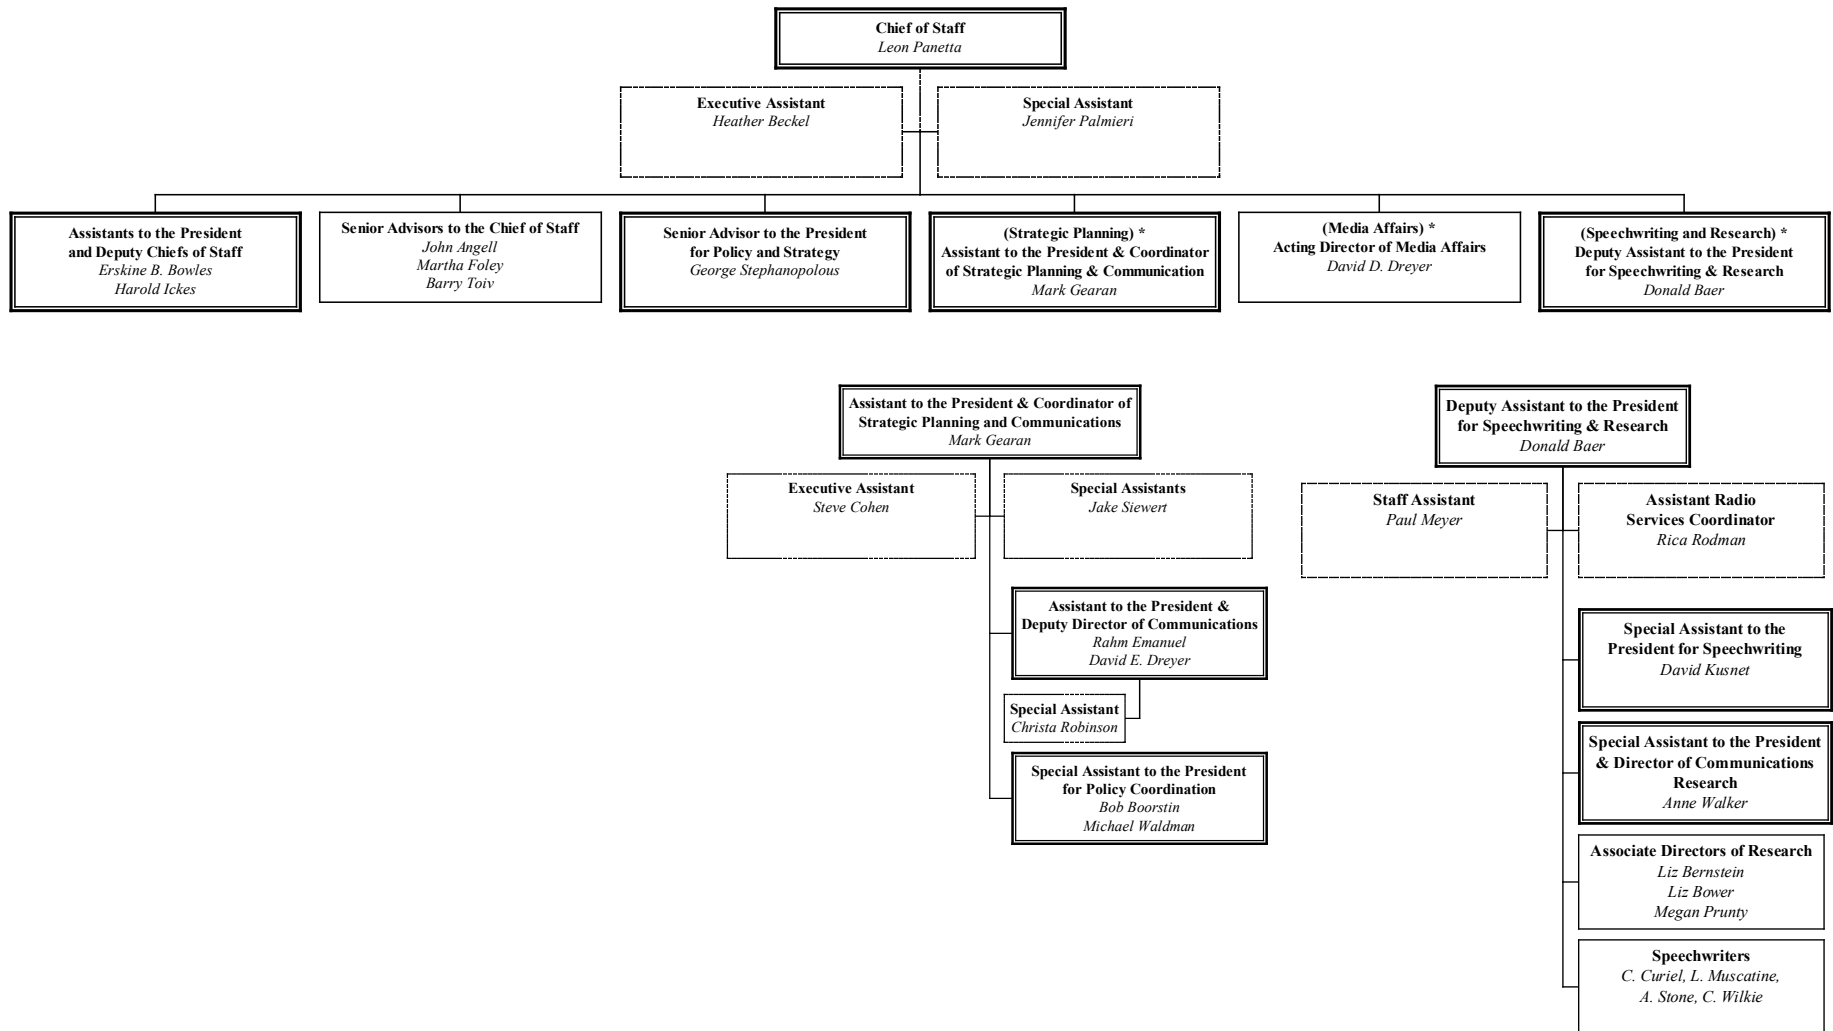 Chief of Staff
Leon Panetta
Executive Assistant
Heather Beckel
Special Assistant
Jennifer Palmieri
Assistants to the President
and Deputy Chiefs of Staff
Erskine B. Bowles
Harold Ickes
Senior Advisors to the Chief of Staff
John Angell
Martha Foley
Barry Toiv
Senior Advisor to the President
for Policy and Strategy
George Stephanopolous
(Strategic Planning) *
Assistant to the President & Coordinator
of Strategic Planning & Communication
Mark Gearan
(Media Affairs) *
Acting Director of Media Affairs
David D. Dreyer
(Speechwriting and Research) *
Deputy Assistant to the President
for Speechwriting & Research
Donald Baer
Assistant to the President & Coordinator of
Strategic Planning and Communications
Mark Gearan
Executive Assistant
Steve Cohen
Special Assistants
Jake Siewert
Assistant to the President &
Deputy Director of Communications
Rahm Emanuel
David E. Dreyer
Special Assistant
Christa Robinson
Special Assistant to the President
for Policy Coordination
Bob Boorstin
Michael Waldman
Deputy Assistant to the President
for Speechwriting & Research
Donald Baer
Staff Assistant
Paul Meyer
Assistant Radio
Services Coordinator
Rica Rodman
Special Assistant to the
President for Speechwriting
David Kusnet
Special Assistant to the President
& Director of Communications
Research
Anne Walker
Associate Directors of Research
Liz Bernstein
Liz Bower
Megan Prunty
Speechwriters
C. Curiel, L. Muscatine,
A. Stone, C. Wilkie